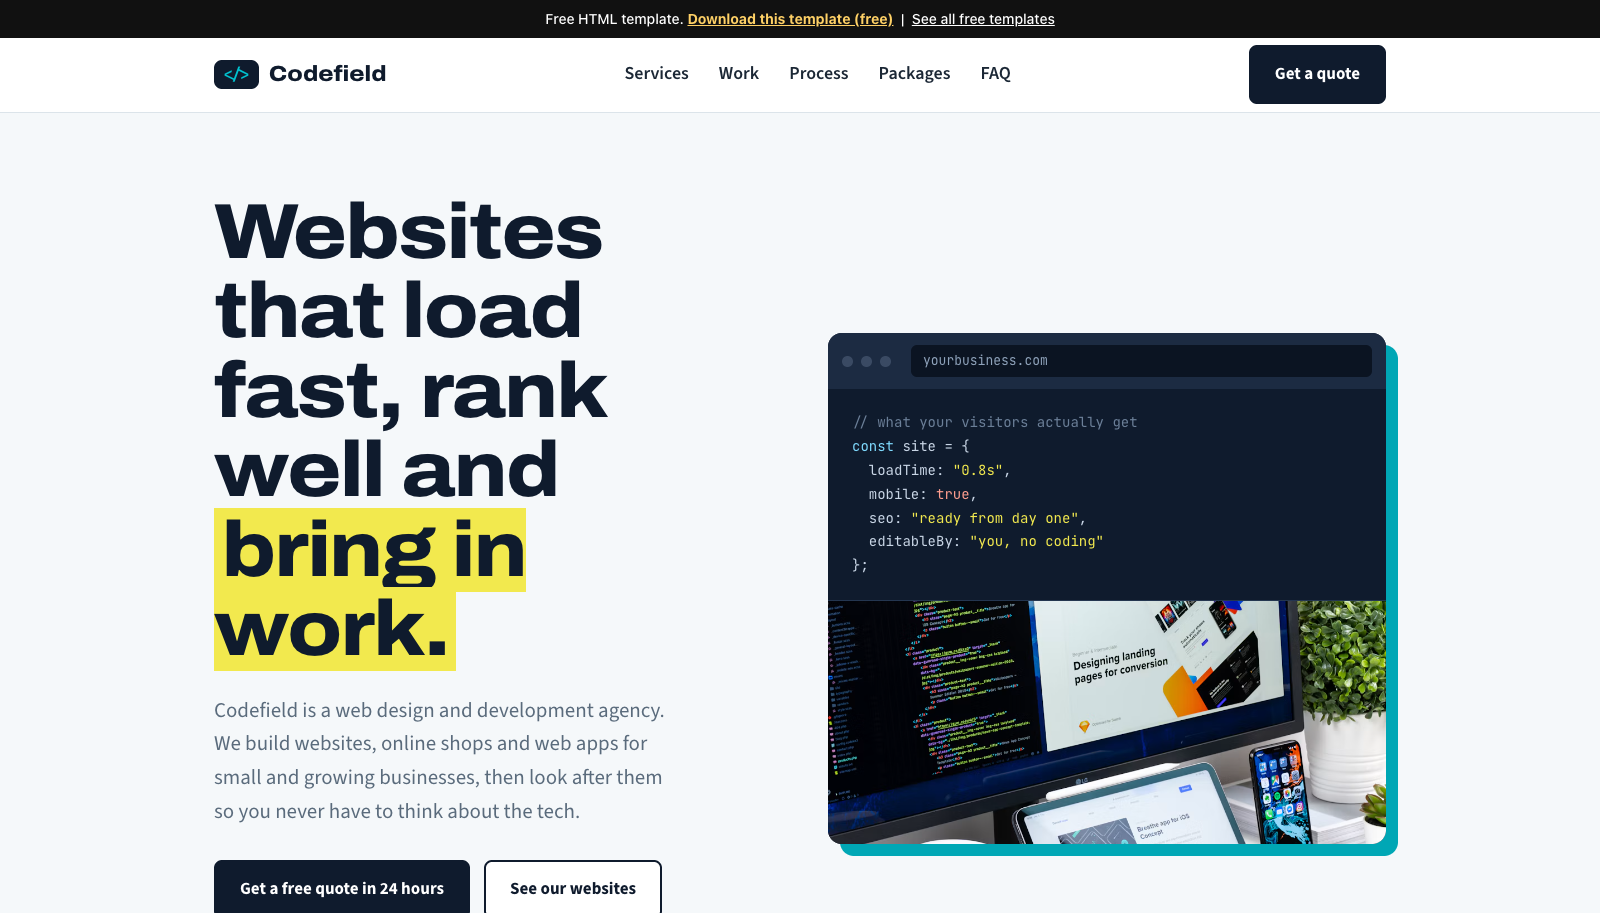 Free HTML template. Download this template (free) | See all free templates
</> Codefield
Services Work Process Packages FAQ
Get a quote
Websites
that load
fast, rank
well and
bring in
work.
Codefield is a web design and development agency.
We build websites, online shops and web apps for
small and growing businesses, then look after them
so you never have to think about the tech.
Get a free quote in 24 hours
See our websites
yourbusiness.com
// what your visitors actually get
const site = {
loadTime: "0.8s",
mobile: true,
seo: "ready from day one",
editableBy: "you, no coding"
};
Designing landing
pages for conversion
Breathe app for iOS
Concept